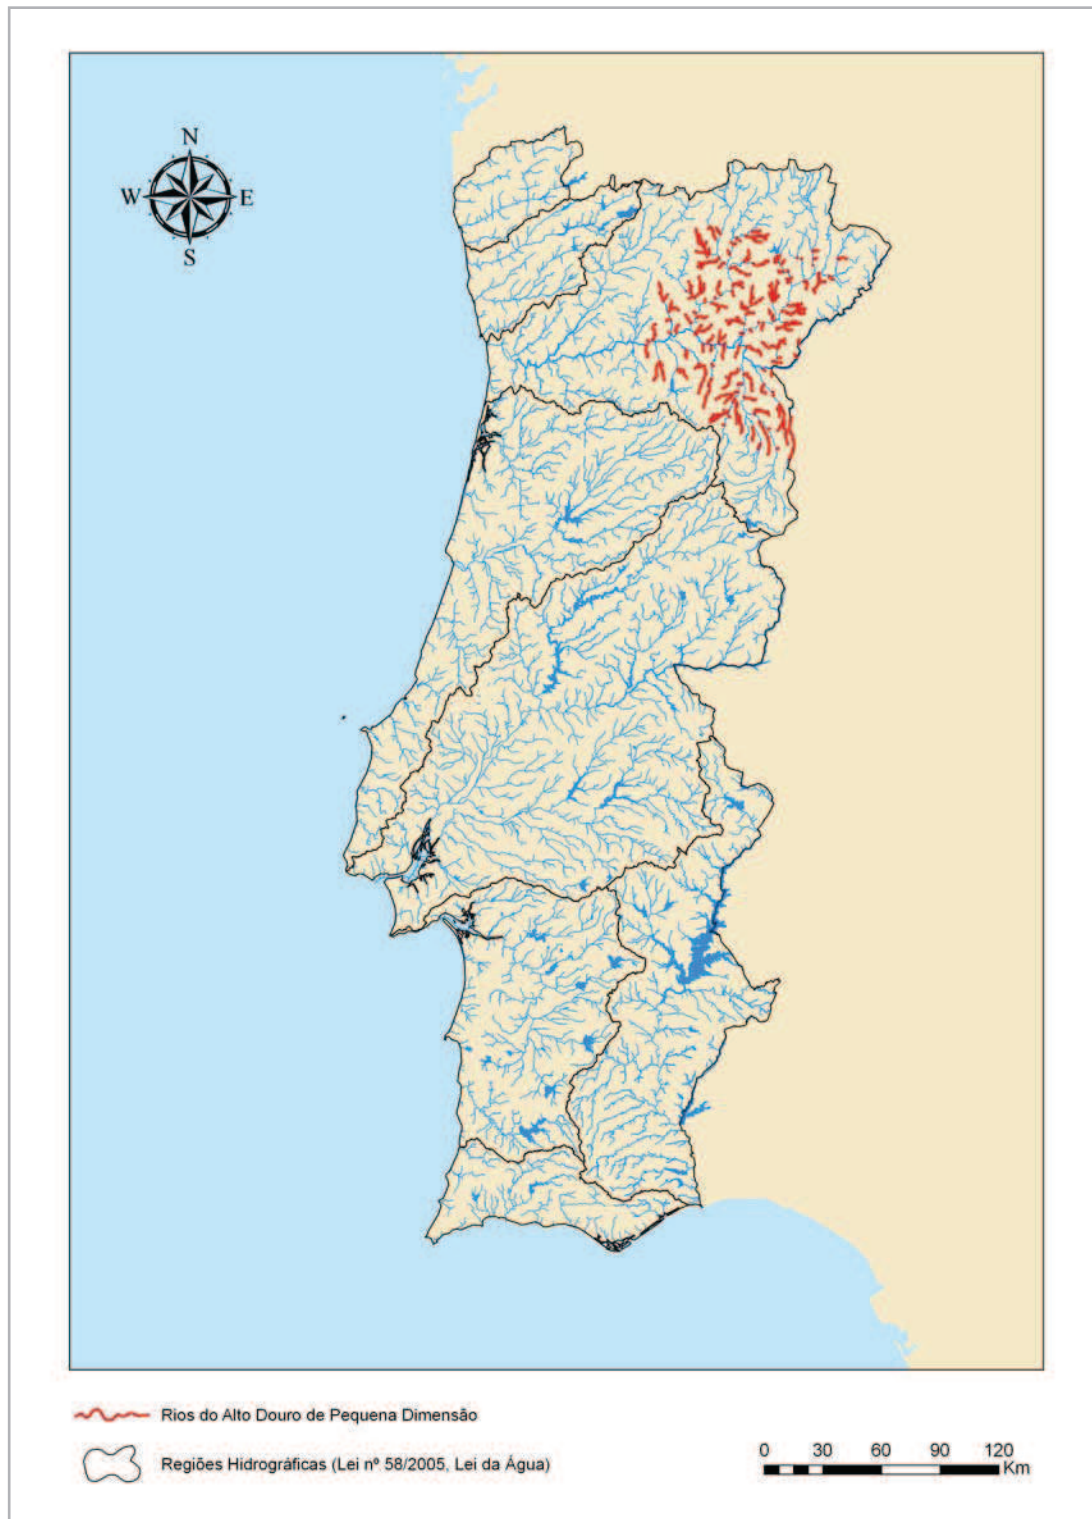 N
W E
S
Rios do Alto Douro de Pequena Dimensão
Regiões Hidrográficas (Lei nº 58/2005, Lei da Água)
0 30 60 90 120
Km